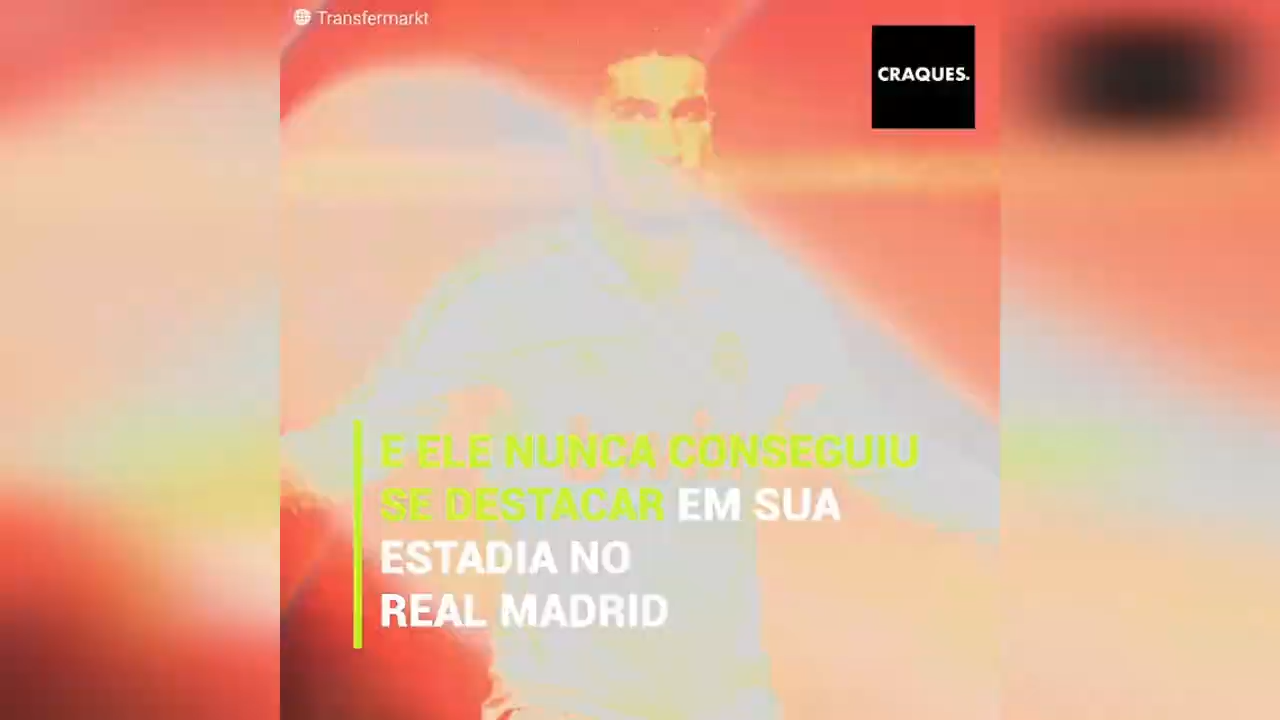 Transfermarkt
CRAQUES.
E ELE NUNCA CONSEGUIU
SE DESTACAR EM SUA
ESTADIA NO
REAL MADRID